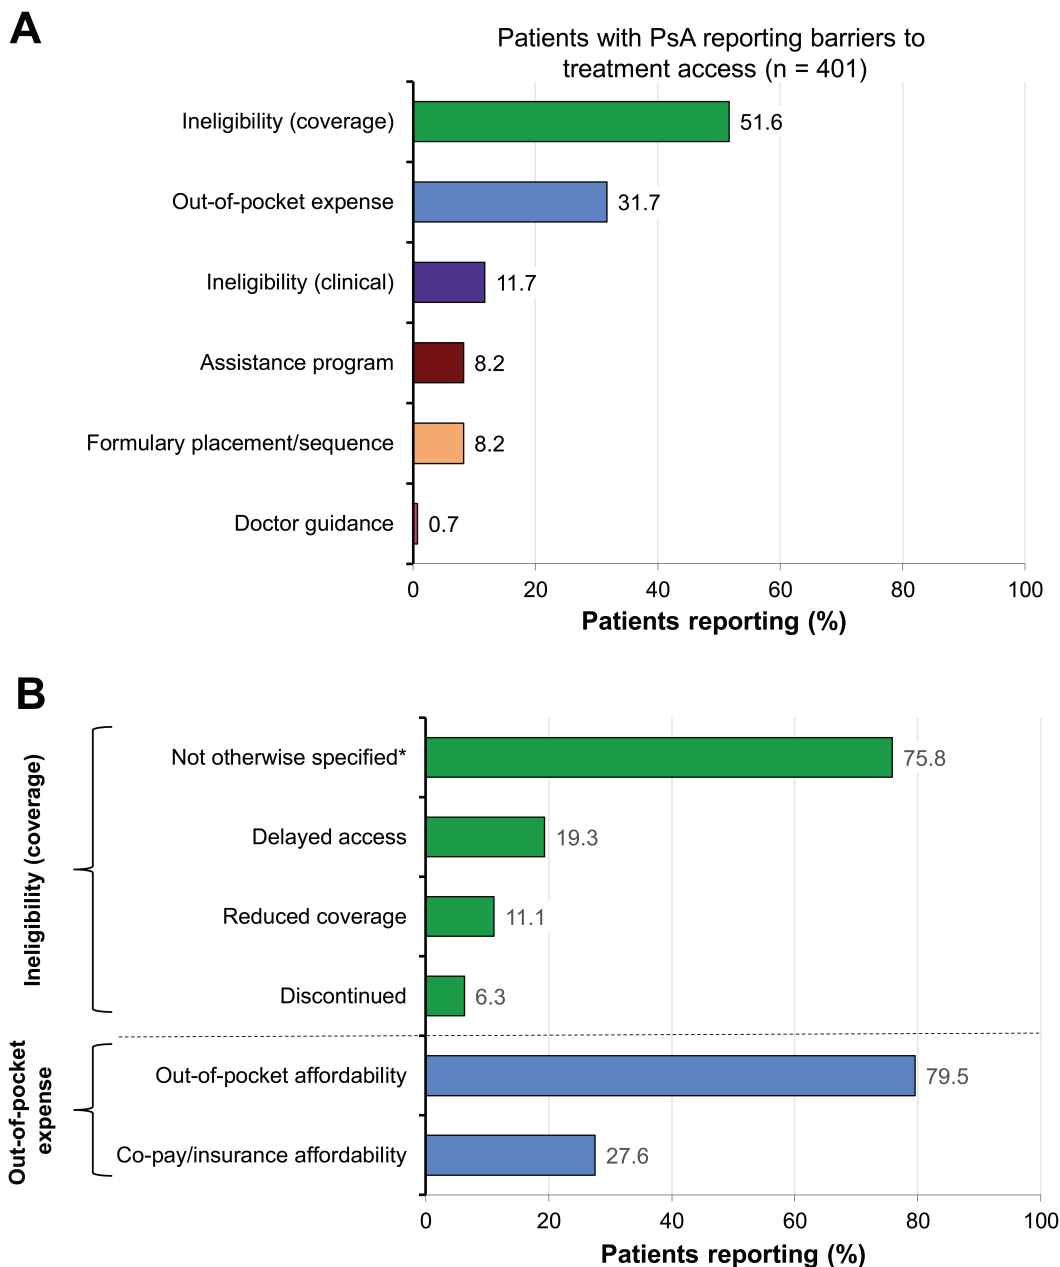 A
Patients with PsA reporting barriers to
treatment access (n = 401)
Ineligibility (coverage)
51.6
Out-of-pocket expense
31.7
Ineligibility (clinical)
11.7
Assistance program
8.2
Formulary placement/sequence
8.2
Doctor guidance
0.7
0 20 40 60 80 100
Patients reporting (%)
B
Ineligibility (coverage)
Not otherwise specified*
75.8
Delayed access
19.3
Reduced coverage
11.1
Discontinued
6.3
Out-of-pocket
expense
Out-of-pocket affordability
79.5
Co-pay/insurance affordability
27.6
0 20 40 60 80 100
Patients reporting (%)